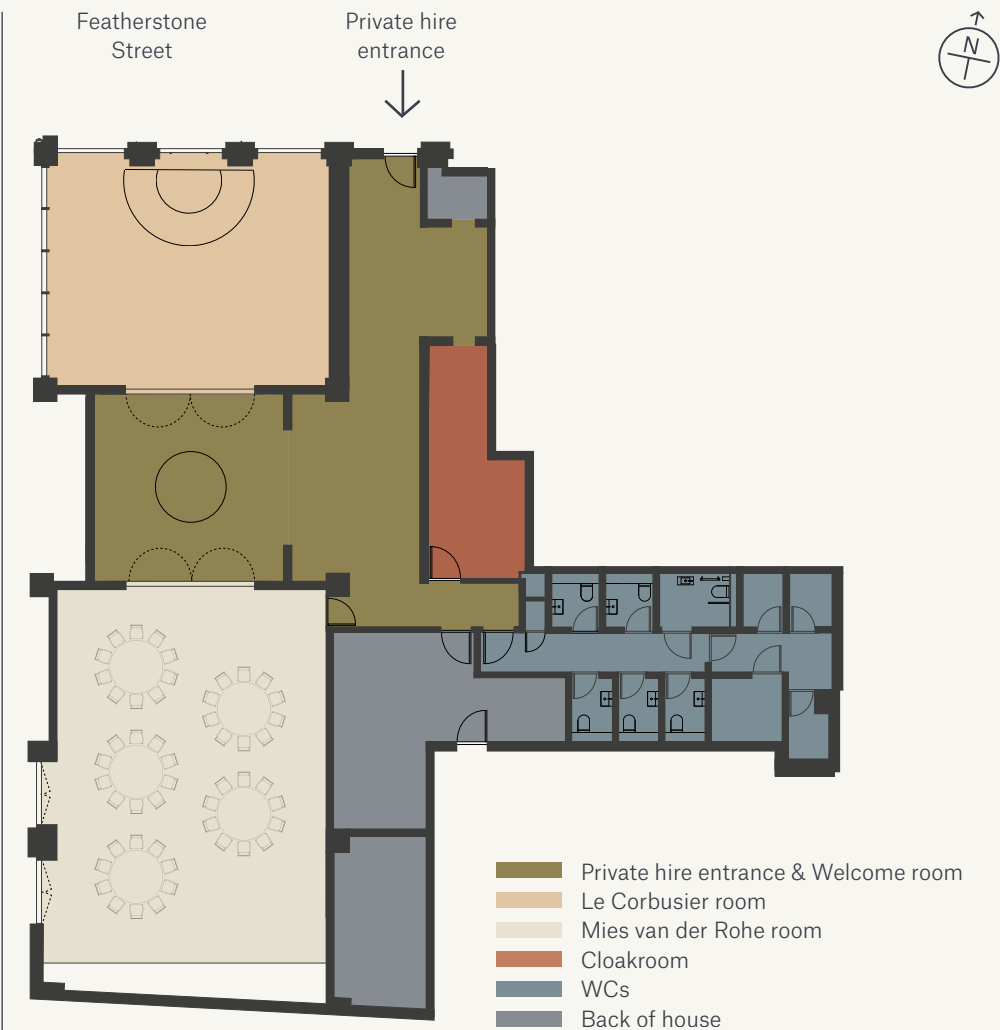 Featherstone
Street
Private hire
entrance
N
Private hire entrance & Welcome room
Le Corbusier room
Mies van der Rohe room
Cloakroom
WCs
Back of house